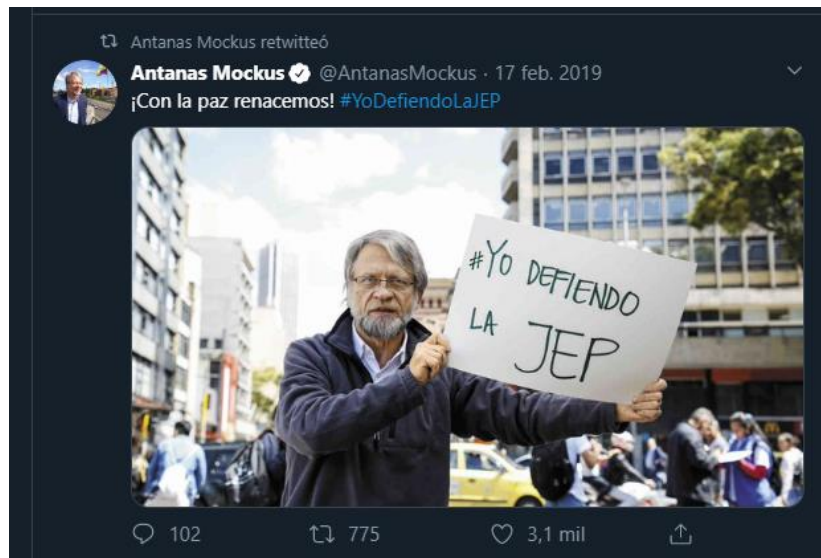 Antanas Mockus retwitteó
Antanas Mockus @AntanasMockus · 17 feb. 2019
¡Con la paz renacemos! #YoDefiendoLaJEP
#YO DEFIENDO
LA JEP
102 775 3,1 mil